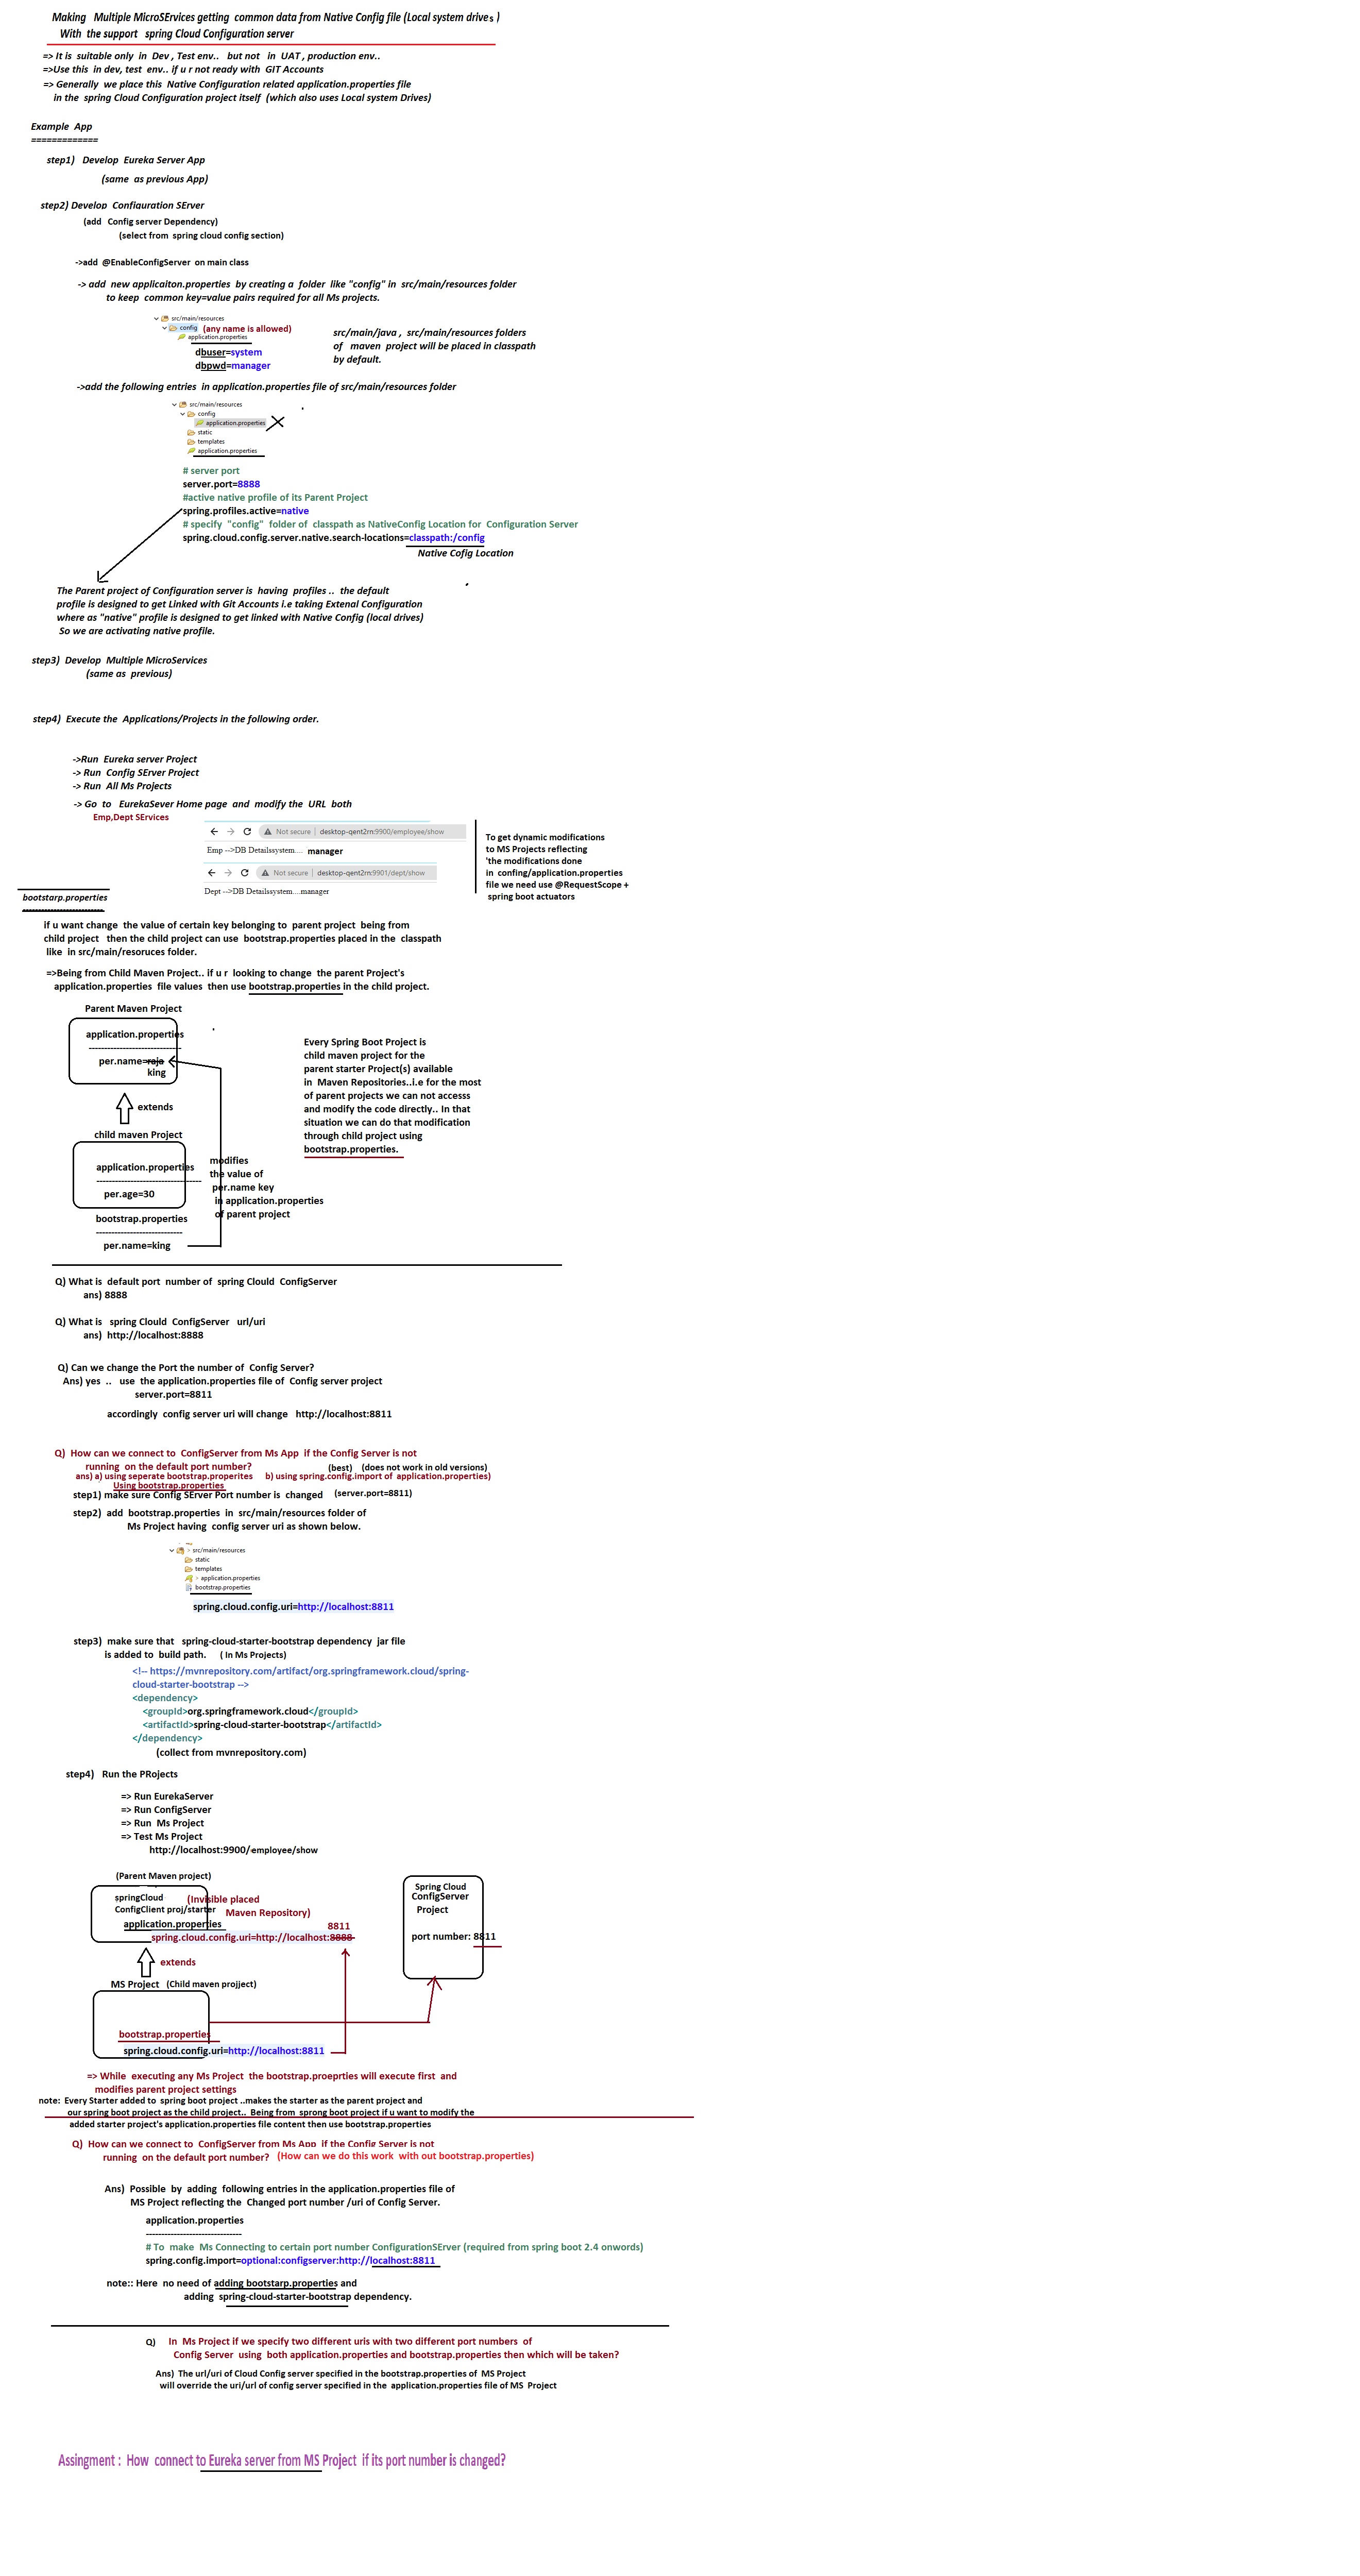 Making Multiple MicroSErvices getting common data from Native Config file (Local system drives )
With the support spring Cloud Configuration server
=> It is suitable only in Dev , Test env.. but not in UAT , production env..
=>Use this in dev, test env.. if u r not ready with GIT Accounts
=> Generally we place this Native Configuration related application.properties file
in the spring Cloud Configuration project itself (which also uses Local system Drives)
Example App
=============
step1) Develop Eureka Server App
(same as previous App)
step2) Develop Configuration SErver
(add Config server Dependency)
(select from spring cloud config section)
->add @EnableConfigServer on main class
-> add new applicaiton.properties by creating a folder like "config" in src/main/resources folder
to keep common key=value pairs required for all Ms projects.
src/main/resources
config (any name is allowed)
application.properties
dbuser=system
dbpwd=manager
src/main/java , src/main/resources folders
of maven project will be placed in classpath
by default.
->add the following entries in application.properties file of src/main/resources folder
src/main/resources
config
application.properties
static
templates
application.properties
# server port
server.port=8888
#active native profile of its Parent Project
spring.profiles.active=native
# specify "config" folder of classpath as NativeConfig Location for Configuration Server
spring.cloud.config.server.native.search-locations=classpath:/config
Native Cofig Location
The Parent project of Configuration server is having profiles .. the default
profile is designed to get Linked with Git Accounts i.e taking Extenal Configuration
where as "native" profile is designed to get linked with Native Config (local drives)
So we are activating native profile.
step3) Develop Multiple MicroServices
(same as previous)
step4) Execute the Applications/Projects in the following order.
->Run Eureka server Project
-> Run Config SErver Project
-> Run All Ms Projects
-> Go to EurekaSever Home page and modify the URL both
Emp,Dept SErvices
Not secure | desktop-qent2rn:9900/employee/show
Emp -->DB Detailssystem.... manager
Not secure | desktop-qent2rn:9901/dept/show
Dept -->DB Detailssystem....manager
To get dynamic modifications
to MS Projects reflecting
'the modifications done
in confing/application.properties
file we need use @RequestScope +
spring boot actuators
bootstarp.properties
---------------------------
if u want change the value of certain key belonging to parent project being from
child project then the child project can use bootstrap.properties placed in the classpath
like in src/main/resoruces folder.
=>Being from Child Maven Project.. if u r looking to change the parent Project's
application.properties file values then use bootstrap.properties in the child project.
Parent Maven Project
application.properties
------------------------------
per.name=raja
king
extends
child maven Project
application.properties
----------------------------------
per.age=30
bootstrap.properties
----------------------------
per.name=king
modifies
the value of
per.name key
in application.properties
of parent project
Every Spring Boot Project is
child maven project for the
parent starter Project(s) available
in Maven Repositories..i.e for the most
of parent projects we can not accesss
and modify the code directly.. In that
situation we can do that modification
through child project using
bootstrap.properties.
Q) What is default port number of spring Clould ConfigServer
ans) 8888
Q) What is spring Clould ConfigServer url/uri
ans) http://localhost:8888
Q) Can we change the Port the number of Config Server?
Ans) yes .. use the application.properties file of Config server project
server.port=8811
accordingly config server uri will change http://localhost:8811
Q) How can we connect to ConfigServer from Ms App if the Config Server is not
running on the default port number? (best) (does not work in old versions)
ans) a) using seperate bootstrap.properites b) using spring.config.import of application.properties)
Using bootstrap.properties
step1) make sure Config SErver Port number is changed (server.port=8811)
step2) add bootstrap.properties in src/main/resources folder of
Ms Project having config server uri as shown below.
> src/main/resources
static
templates
> application.properties
bootstrap.properties
spring.cloud.config.uri=http://localhost:8811
step3) make sure that spring-cloud-starter-bootstrap dependency jar file
is added to build path. ( In Ms Projects)
<!-- https://mvnrepository.com/artifact/org.springframework.cloud/spring-
cloud-starter-bootstrap -->
<dependency>
<groupId>org.springframework.cloud</groupId>
<artifactId>spring-cloud-starter-bootstrap</artifactId>
</dependency>
(collect from mvnrepository.com)
step4) Run the PRojects
=> Run EurekaServer
=> Run ConfigServer
=> Run Ms Project
=> Test Ms Project
http://localhost:9900/employee/show
(Parent Maven project)
springCloud
ConfigClient proj/starter
application.properties
(Invisible placed
Maven Repository)
8811
spring.cloud.config.uri=http://localhost:8888
extends
MS Project (Child maven projject)
bootstrap.properties
spring.cloud.config.uri=http://localhost:8811
Spring Cloud
ConfigServer
Project
port number: 8811
=> While executing any Ms Project the bootstrap.proeprties will execute first and
modifies parent project settings
note: Every Starter added to spring boot project ..makes the starter as the parent project and
our spring boot project as the child project.. Being from sprong boot project if u want to modify the
added starter project's application.properties file content then use bootstrap.properties
Q) How can we connect to ConfigServer from Ms App if the Config Server is not
running on the default port number? (How can we do this work with out bootstrap.properties)
Ans) Possible by adding following entries in the application.properties file of
MS Project reflecting the Changed port number /uri of Config Server.
application.properties
-------------------------------
# To make Ms Connecting to certain port number ConfigurationSErver (required from spring boot 2.4 onwords)
spring.config.import=optional:configserver:http://localhost:8811
note:: Here no need of adding bootstarp.properties and
adding spring-cloud-starter-bootstrap dependency.
Q) In Ms Project if we specify two different uris with two different port numbers of
Config Server using both application.properties and bootstrap.properties then which will be taken?
Ans) The url/uri of Cloud Config server specified in the bootstrap.properties of MS Project
will override the uri/url of config server specified in the application.properties file of MS Project
Assingment : How connect to Eureka server from MS Project if its port number is changed?